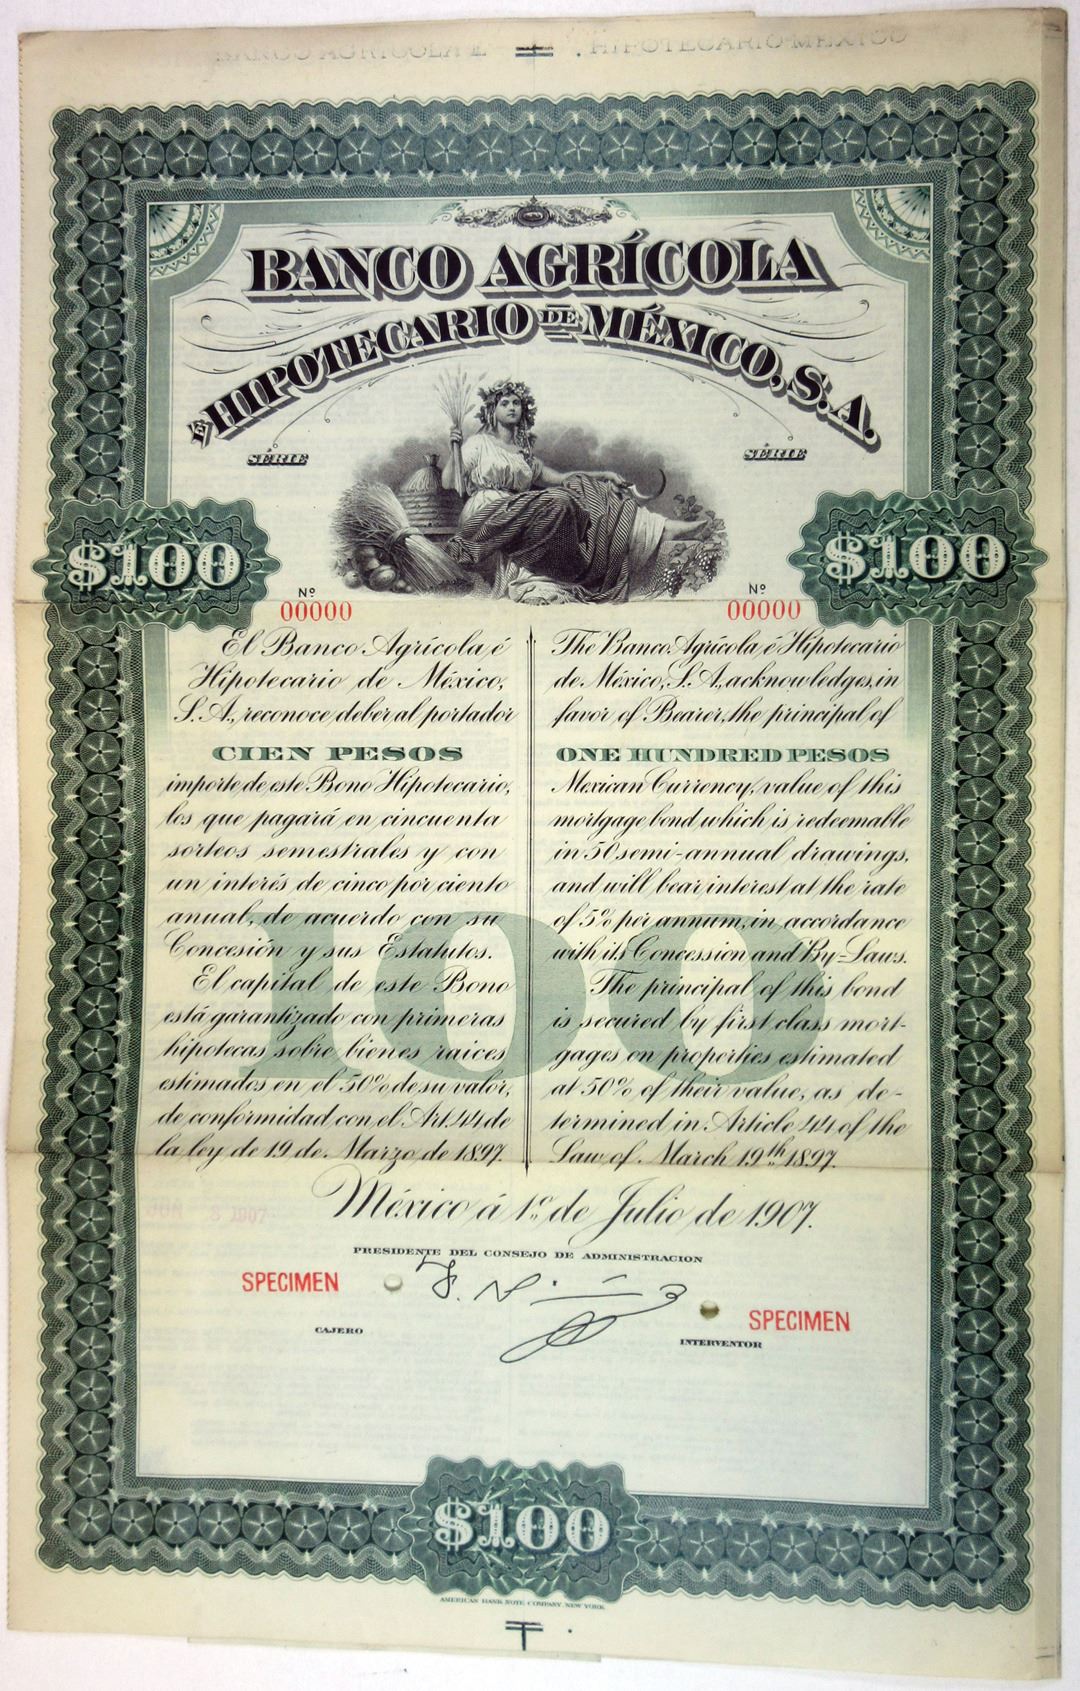 BANCO AGRICOLA E HIPOTECARIO MEXICO
BANCO AGRÍCOLA
É HIPOTECARIO DE MÉXICO, S.A.
SÉRIE
SÉRIE
$100
$100
Nº
00000
Nº
00000
El Banco Agrícola é
Hipotecario de México,
S.A., reconoce deber al portador
CIEN PESOS
importe de este Bono Hipotecario,
los que pagará en cincuenta
sorteos semestrales y con
un interés de cinco por ciento
anual, de acuerdo con su
Concesión y sus Estatutos.
El capital de este Bono
está garantizado con primeras
hipotecas sobre bienes raices
estimados en el 50% de su valor,
de conformidad con el Art. 44 de
la ley de 19 de Marzo de 1897.
The Banco Agrícola é Hipotecario
de México, S.A., acknowledges, in
favor of Bearer, the principal of
ONE HUNDRED PESOS
Mexican Currency, value of this
mortgage bond which is redeemable
in 50 semi-annual drawings,
and will bear interest at the rate
of 5% per annum, in accordance
with its Concession and By-Laws.
The principal of this bond
is secured by first class mort-
gages on properties estimated
at 50% of their value, as de-
termined in Article 44 of the
Law of March 19th 1897.
100
México á 1º de Julio de 1907.
JUN 8 1907
PRESIDENTE DEL CONSEJO DE ADMINISTRACION
SPECIMEN
SPECIMEN
CAJERO
INTERVENTOR
$100
AMERICAN BANK NOTE COMPANY, NEW YORK.